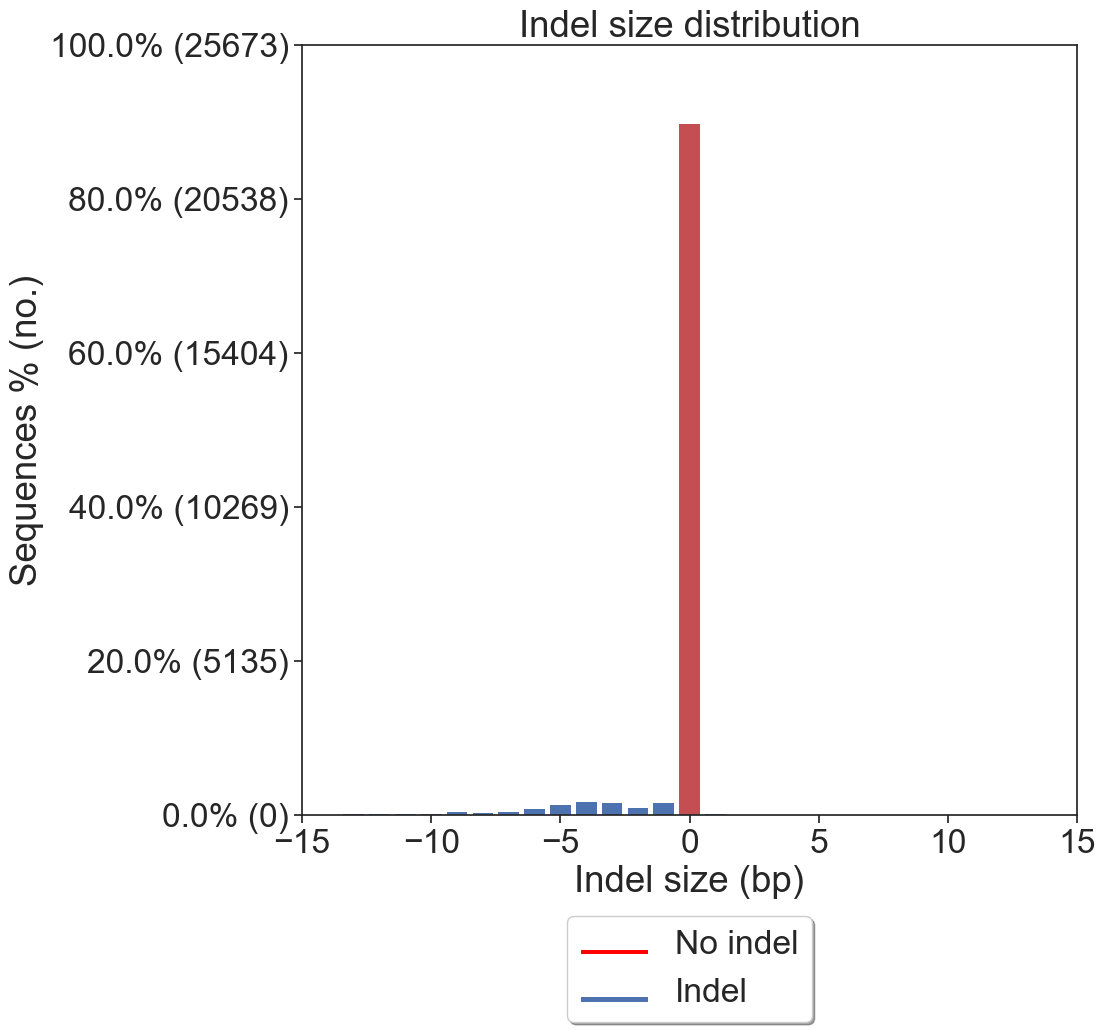 Indel size distribution
100.0% (25673)
80.0% (20538)
60.0% (15404)
40.0% (10269)
20.0% (5135)
0.0% (0)
Sequences % (no.)
−15 −10 −5 0 5 10 15
Indel size (bp)
No indel
Indel